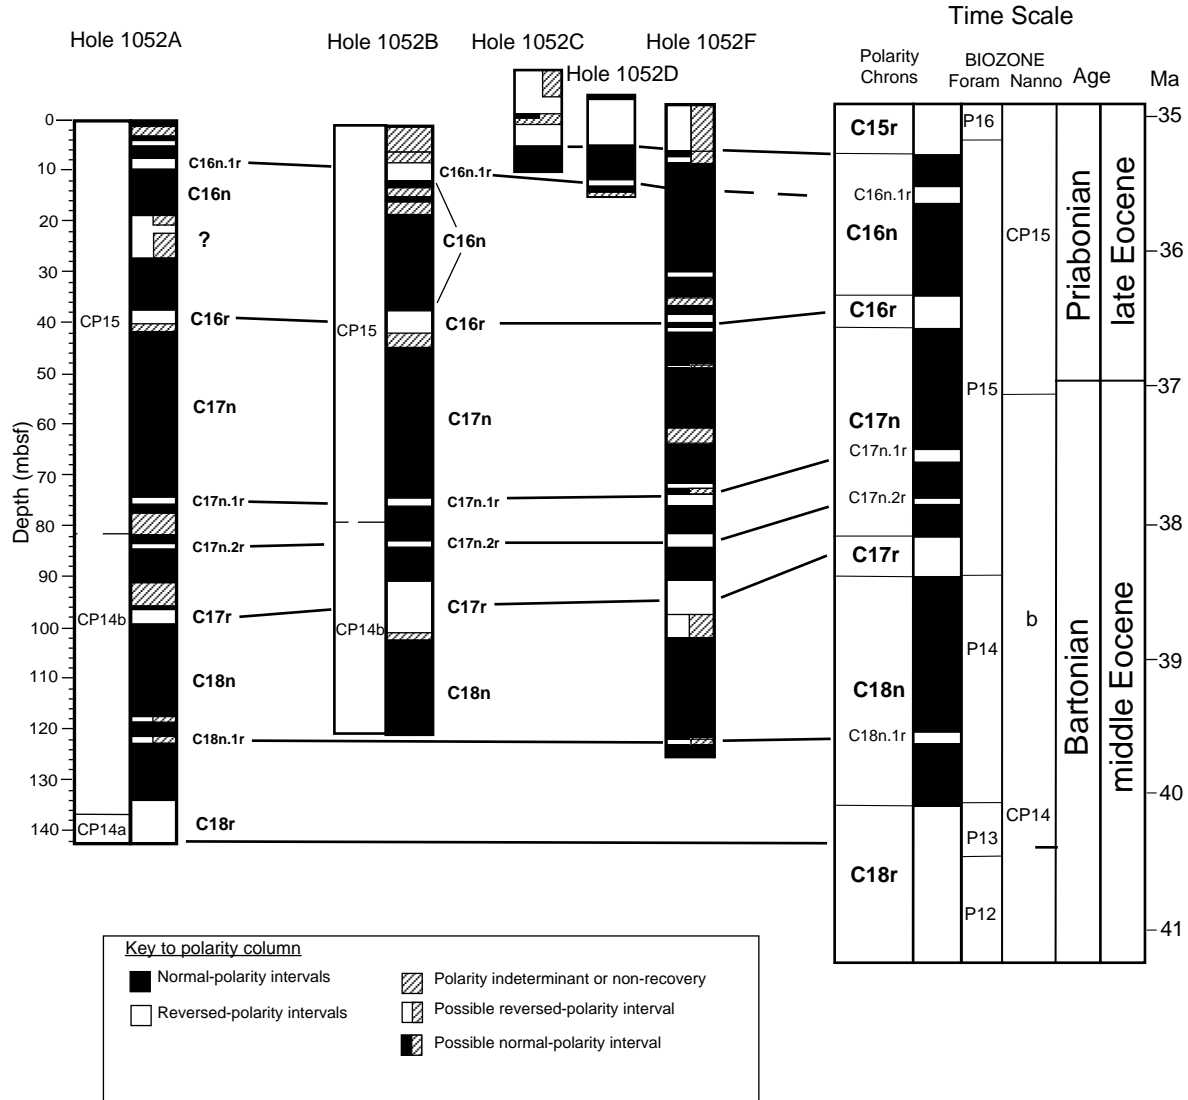 Time Scale
Hole 1052A
Hole 1052B
Hole 1052C
Hole 1052F
Hole 1052D
Polarity
Chrons
BIOZONE
Foram
Nanno
Age
Ma
Depth (mbsf)
0
10
20
30
40
50
60
70
80
90
100
110
120
130
140
CP15
CP14b
CP14a
C16n.1r
C16n
?
C16r
C17n
C17n.1r
C17n.2r
C17r
C18n
C18n.1r
C18r
CP15
CP14b
C16n.1r
C16n
C16r
C17n
C17n.1r
C17n.2r
C17r
C18n
C15r
C16n.1r
C16n
C16r
C17n
C17n.1r
C17n.2r
C17r
C18n
C18n.1r
C18r
P16
P15
P14
P13
P12
CP15
b
CP14
Priabonian
Bartonian
late Eocene
middle Eocene
35
36
37
38
39
40
41
Key to polarity column
Normal-polarity intervals
Reversed-polarity intervals
Polarity indeterminant or non-recovery
Possible reversed-polarity interval
Possible normal-polarity interval